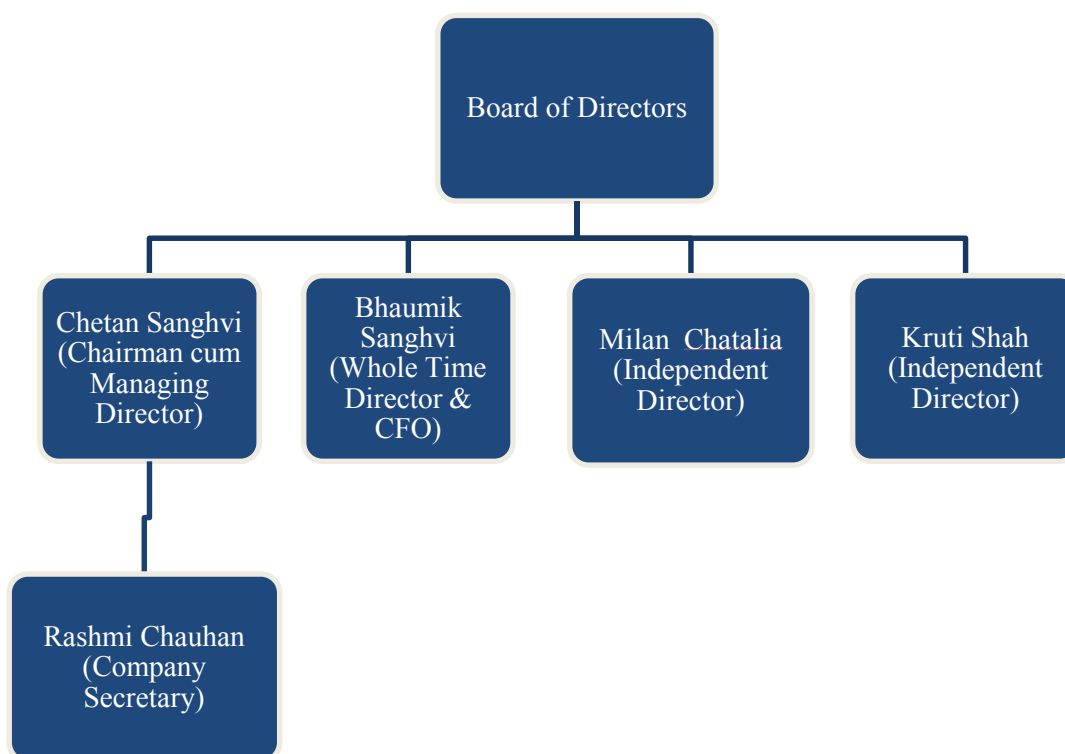 Board of Directors
Chetan Sanghvi
(Chairman cum
Managing
Director)
Bhaumik
Sanghvi
(Whole Time
Director &
CFO)
Milan Chatalia
(Independent
Director)
Kruti Shah
(Independent
Director)
Rashmi Chauhan
(Company
Secretary)